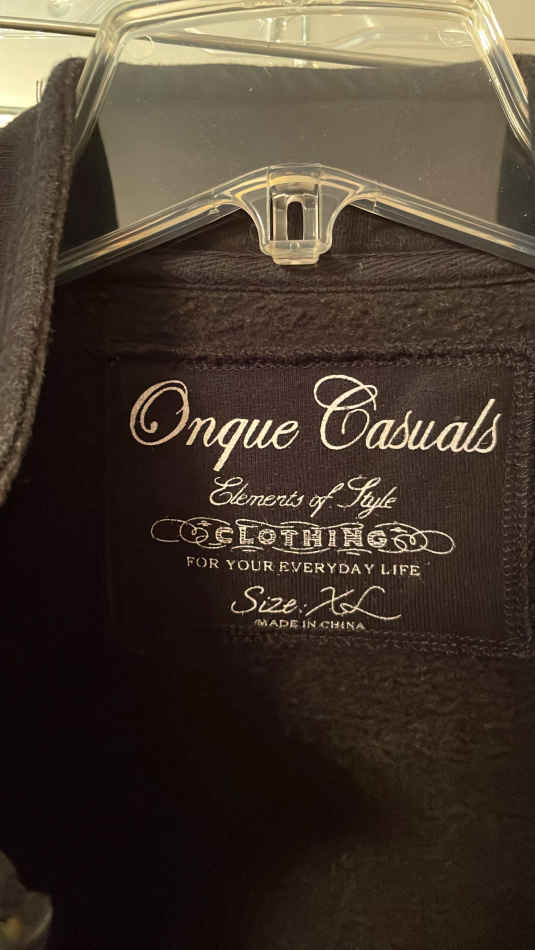 Onque Casuals
Elements of Style
CLOTHING
FOR YOUR EVERYDAY LIFE
Size: XL
MADE IN CHINA